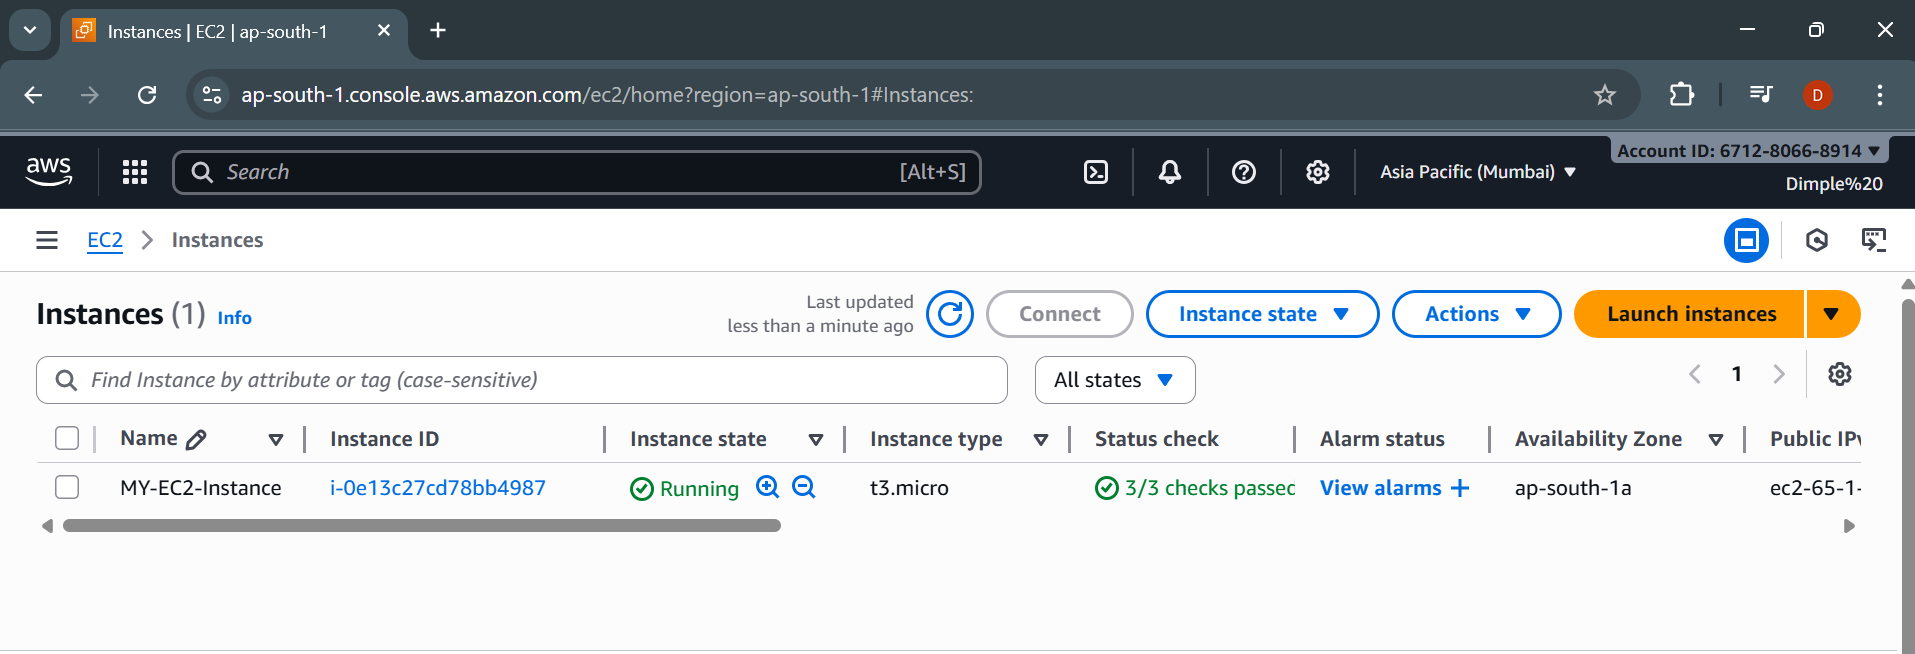 Instances | EC2 | ap-south-1
ap-south-1.console.aws.amazon.com/ec2/home?region=ap-south-1#Instances:
D
aws
Search
[Alt+S]
Asia Pacific (Mumbai)
Account ID: 6712-8066-8914
Dimple%20
EC2 > Instances
Instances (1) Info
Last updated
less than a minute ago
Connect
Instance state
Actions
Launch instances
Find Instance by attribute or tag (case-sensitive)
All states
1
Name Instance ID Instance state Instance type Status check Alarm status Availability Zone Public IPv
MY-EC2-Instance i-0e13c27cd78bb4987 Running t3.micro 3/3 checks passed View alarms + ap-south-1a ec2-65-1-